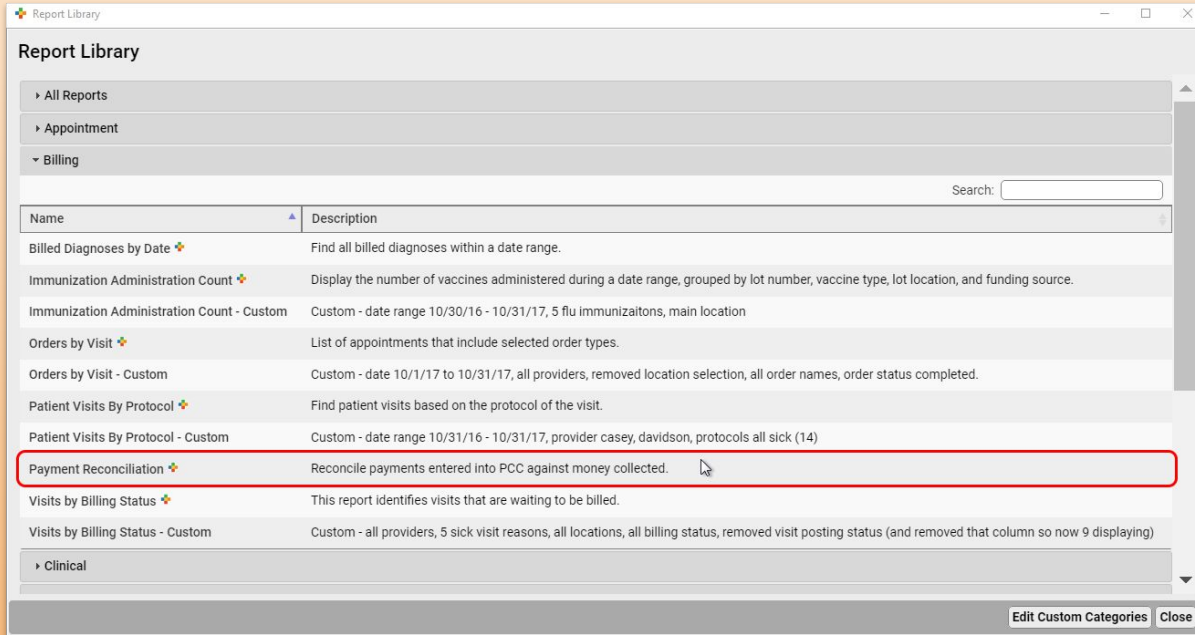 Report Library
Report Library
All Reports
Appointment
Billing
Search:
Name Description
Billed Diagnoses by Date Find all billed diagnoses within a date range.
Immunization Administration Count Display the number of vaccines administered during a date range, grouped by lot number, vaccine type, lot location, and funding source.
Immunization Administration Count - Custom Custom - date range 10/30/16 - 10/31/17, 5 flu immunizaitons, main location
Orders by Visit List of appointments that include selected order types.
Orders by Visit - Custom Custom - date 10/1/17 to 10/31/17, all providers, removed location selection, all order names, order status completed.
Patient Visits By Protocol Find patient visits based on the protocol of the visit.
Patient Visits By Protocol - Custom Custom - date range 10/31/16 - 10/31/17, provider casey, davidson, protocols all sick (14)
Payment Reconciliation Reconcile payments entered into PCC against money collected.
Visits by Billing Status This report identifies visits that are waiting to be billed.
Visits by Billing Status - Custom Custom - all providers, 5 sick visit reasons, all locations, all billing status, removed visit posting status (and removed that column so now 9 displaying)
Clinical
Edit Custom Categories Close